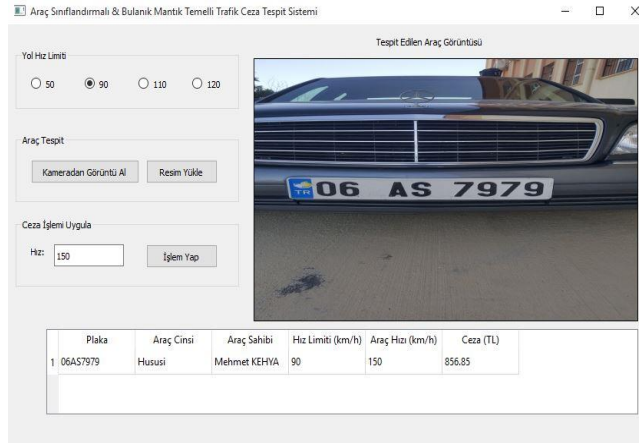 Araç Sınıflandırmalı & Bulanık Mantık Temelli Trafik Ceza Tespit Sistemi
Tespit Edilen Araç Görüntüsü
Yol Hız Limiti
50 90 110 120
Araç Tespit
Kameradan Görüntü Al Resim Yükle
TR 06 AS 7979
Ceza İşlemi Uygula
Hız: 150 İşlem Yap
Plaka Araç Cinsi Araç Sahibi Hız Limiti (km/h) Araç Hızı (km/h) Ceza (TL)
1 06AS7979 Hususi Mehmet KEHYA 90 150 856.85